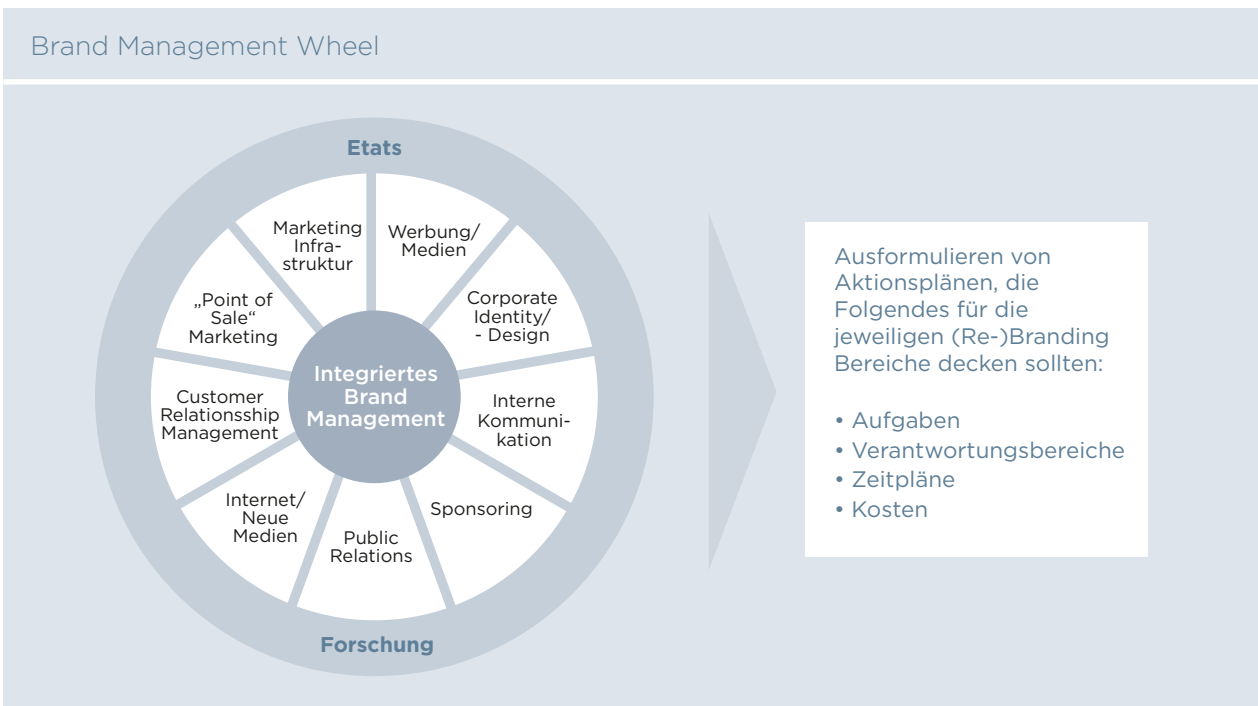 Brand Management Wheel
Etats
Marketing
Infra-
struktur
Werbung/
Medien
Corporate
Identity/
- Design
Interne
Kommuni-
kation
Sponsoring
Public
Relations
Internet/
Neue
Medien
Customer
Relationsship
Management
„Point of
Sale“
Marketing
Integriertes
Brand
Management
Forschung
Ausformulieren von
Aktionsplänen, die
Folgendes für die
jeweiligen (Re-)Branding
Bereiche decken sollten:
• Aufgaben
• Verantwortungsbereiche
• Zeitpläne
• Kosten